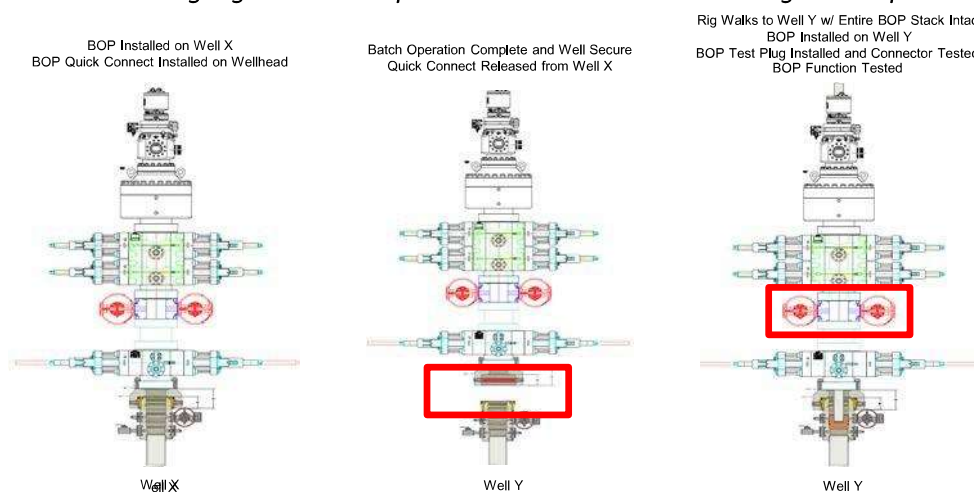 BOP Installed on Well X
BOP Quick Connect Installed on Wellhead
Batch Operation Complete and Well Secure
Quick Connect Released from Well X
Rig Walks to Well Y w/ Entire BOP Stack Intac
BOP Installed on Well Y
BOP Test Plug Installed and Connector Tested
BOP Function Tested
Well X
Well Y
Well Y